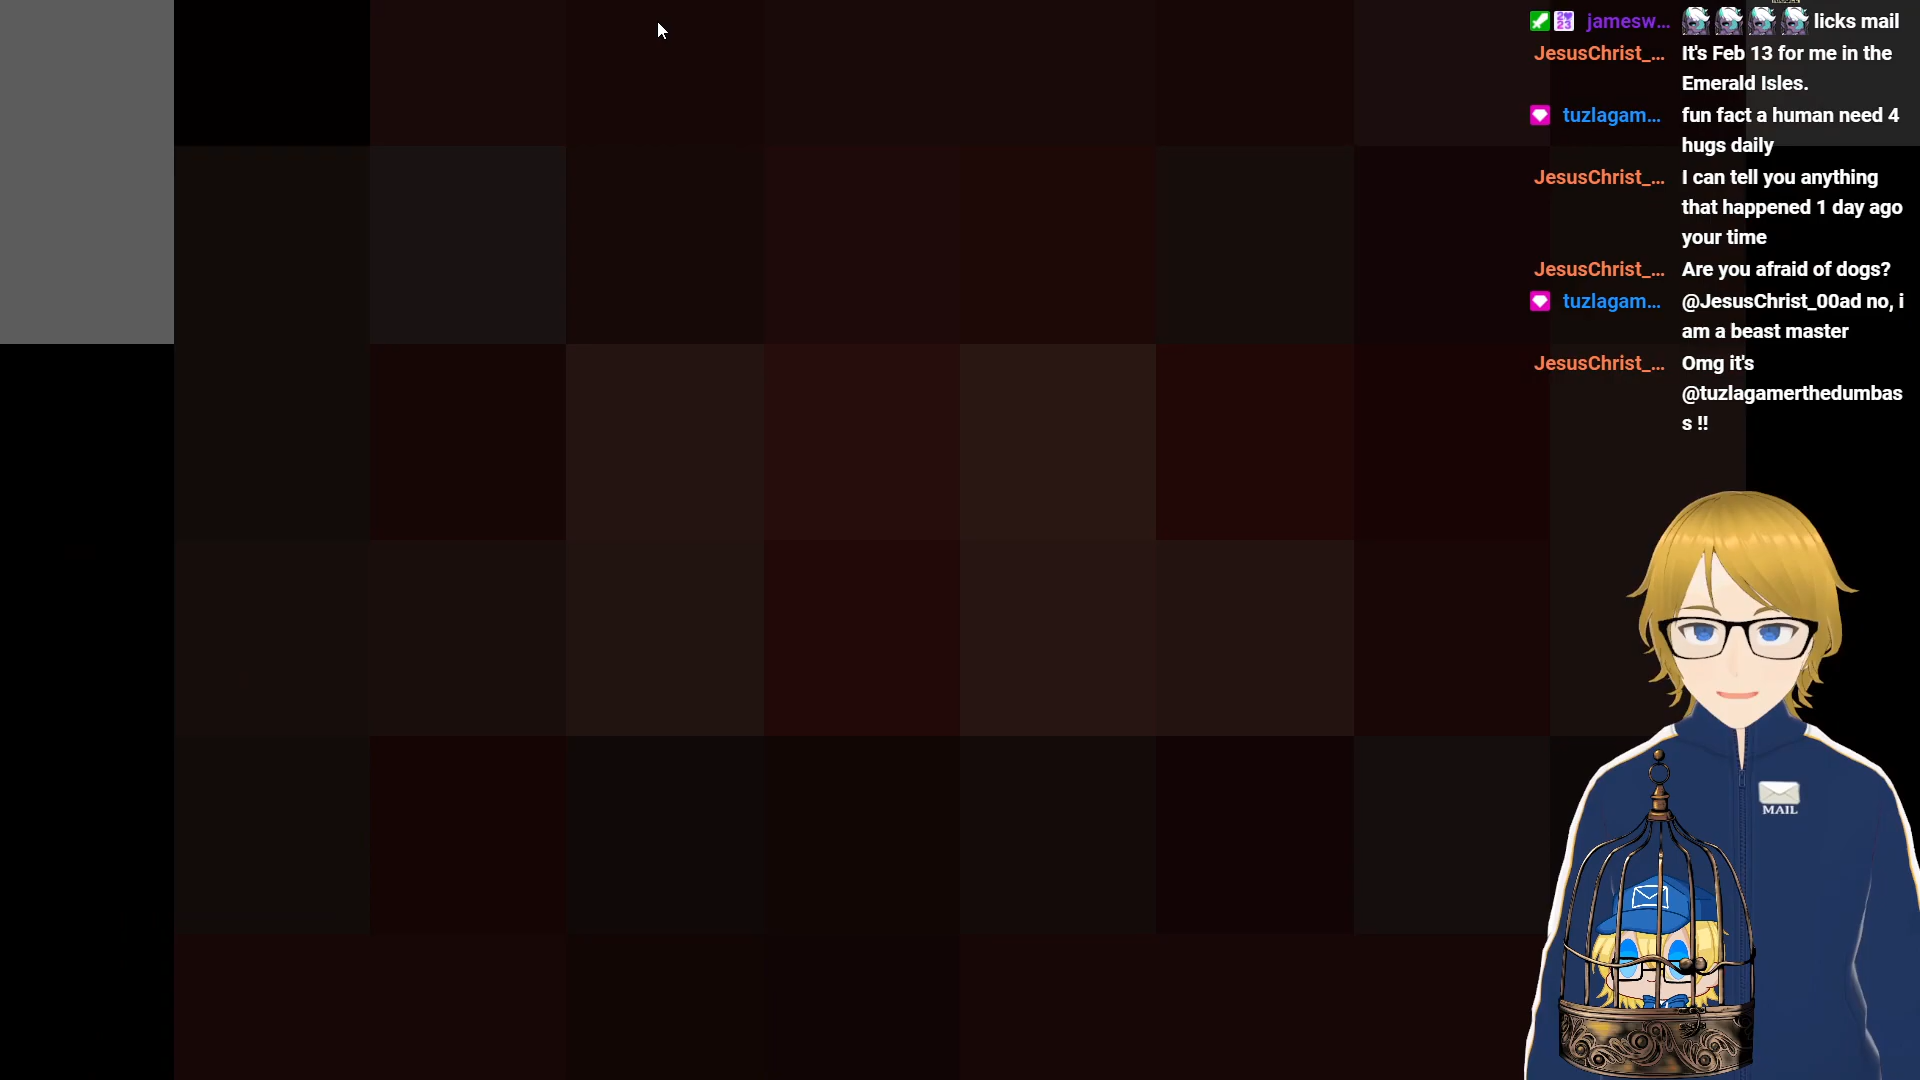 jamesw... licks mail
JesusChrist_... It's Feb 13 for me in the
Emerald Isles.
tuzlagam... fun fact a human need 4
hugs daily
JesusChrist_... I can tell you anything
that happened 1 day ago
your time
JesusChrist_... Are you afraid of dogs?
tuzlagam... @JesusChrist_00ad no, i
am a beast master
JesusChrist_... Omg it's
@tuzlagamerthedumbas
s !!
MAIL